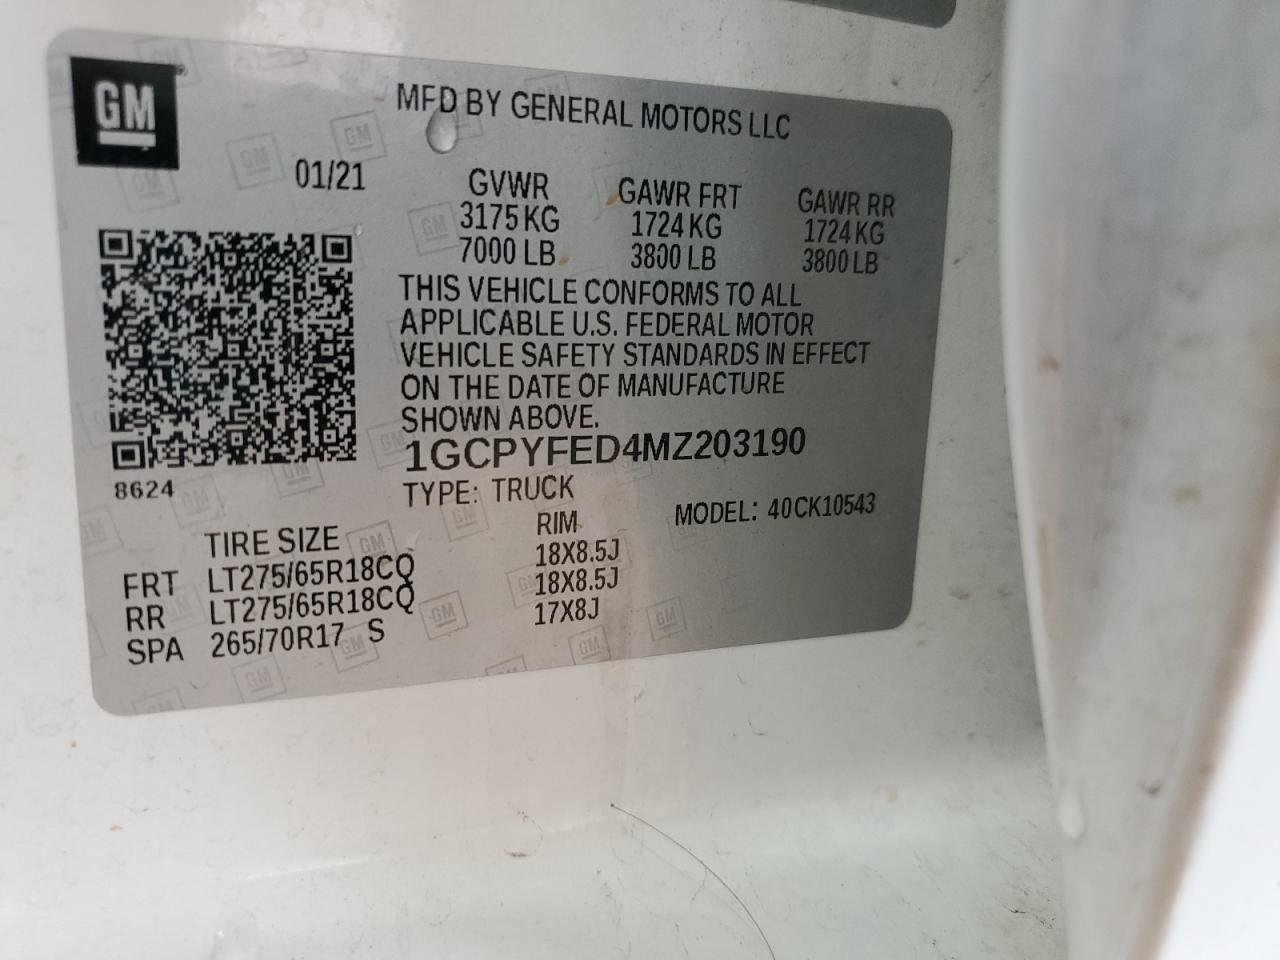 GM
MFD BY GENERAL MOTORS LLC
01/21
GVWR GAWR FRT GAWR RR
3175 KG 1724 KG 1724 KG
7000 LB 3800 LB 3800 LB
THIS VEHICLE CONFORMS TO ALL
APPLICABLE U.S. FEDERAL MOTOR
VEHICLE SAFETY STANDARDS IN EFFECT
ON THE DATE OF MANUFACTURE
SHOWN ABOVE.
1GCPYFED4MZ203190
8624
TYPE: TRUCK
MODEL: 40CK10543
TIRE SIZE RIM
FRT LT275/65R18CQ 18X8.5J
RR LT275/65R18CQ 18X8.5J
SPA 265/70R17 S 17X8J